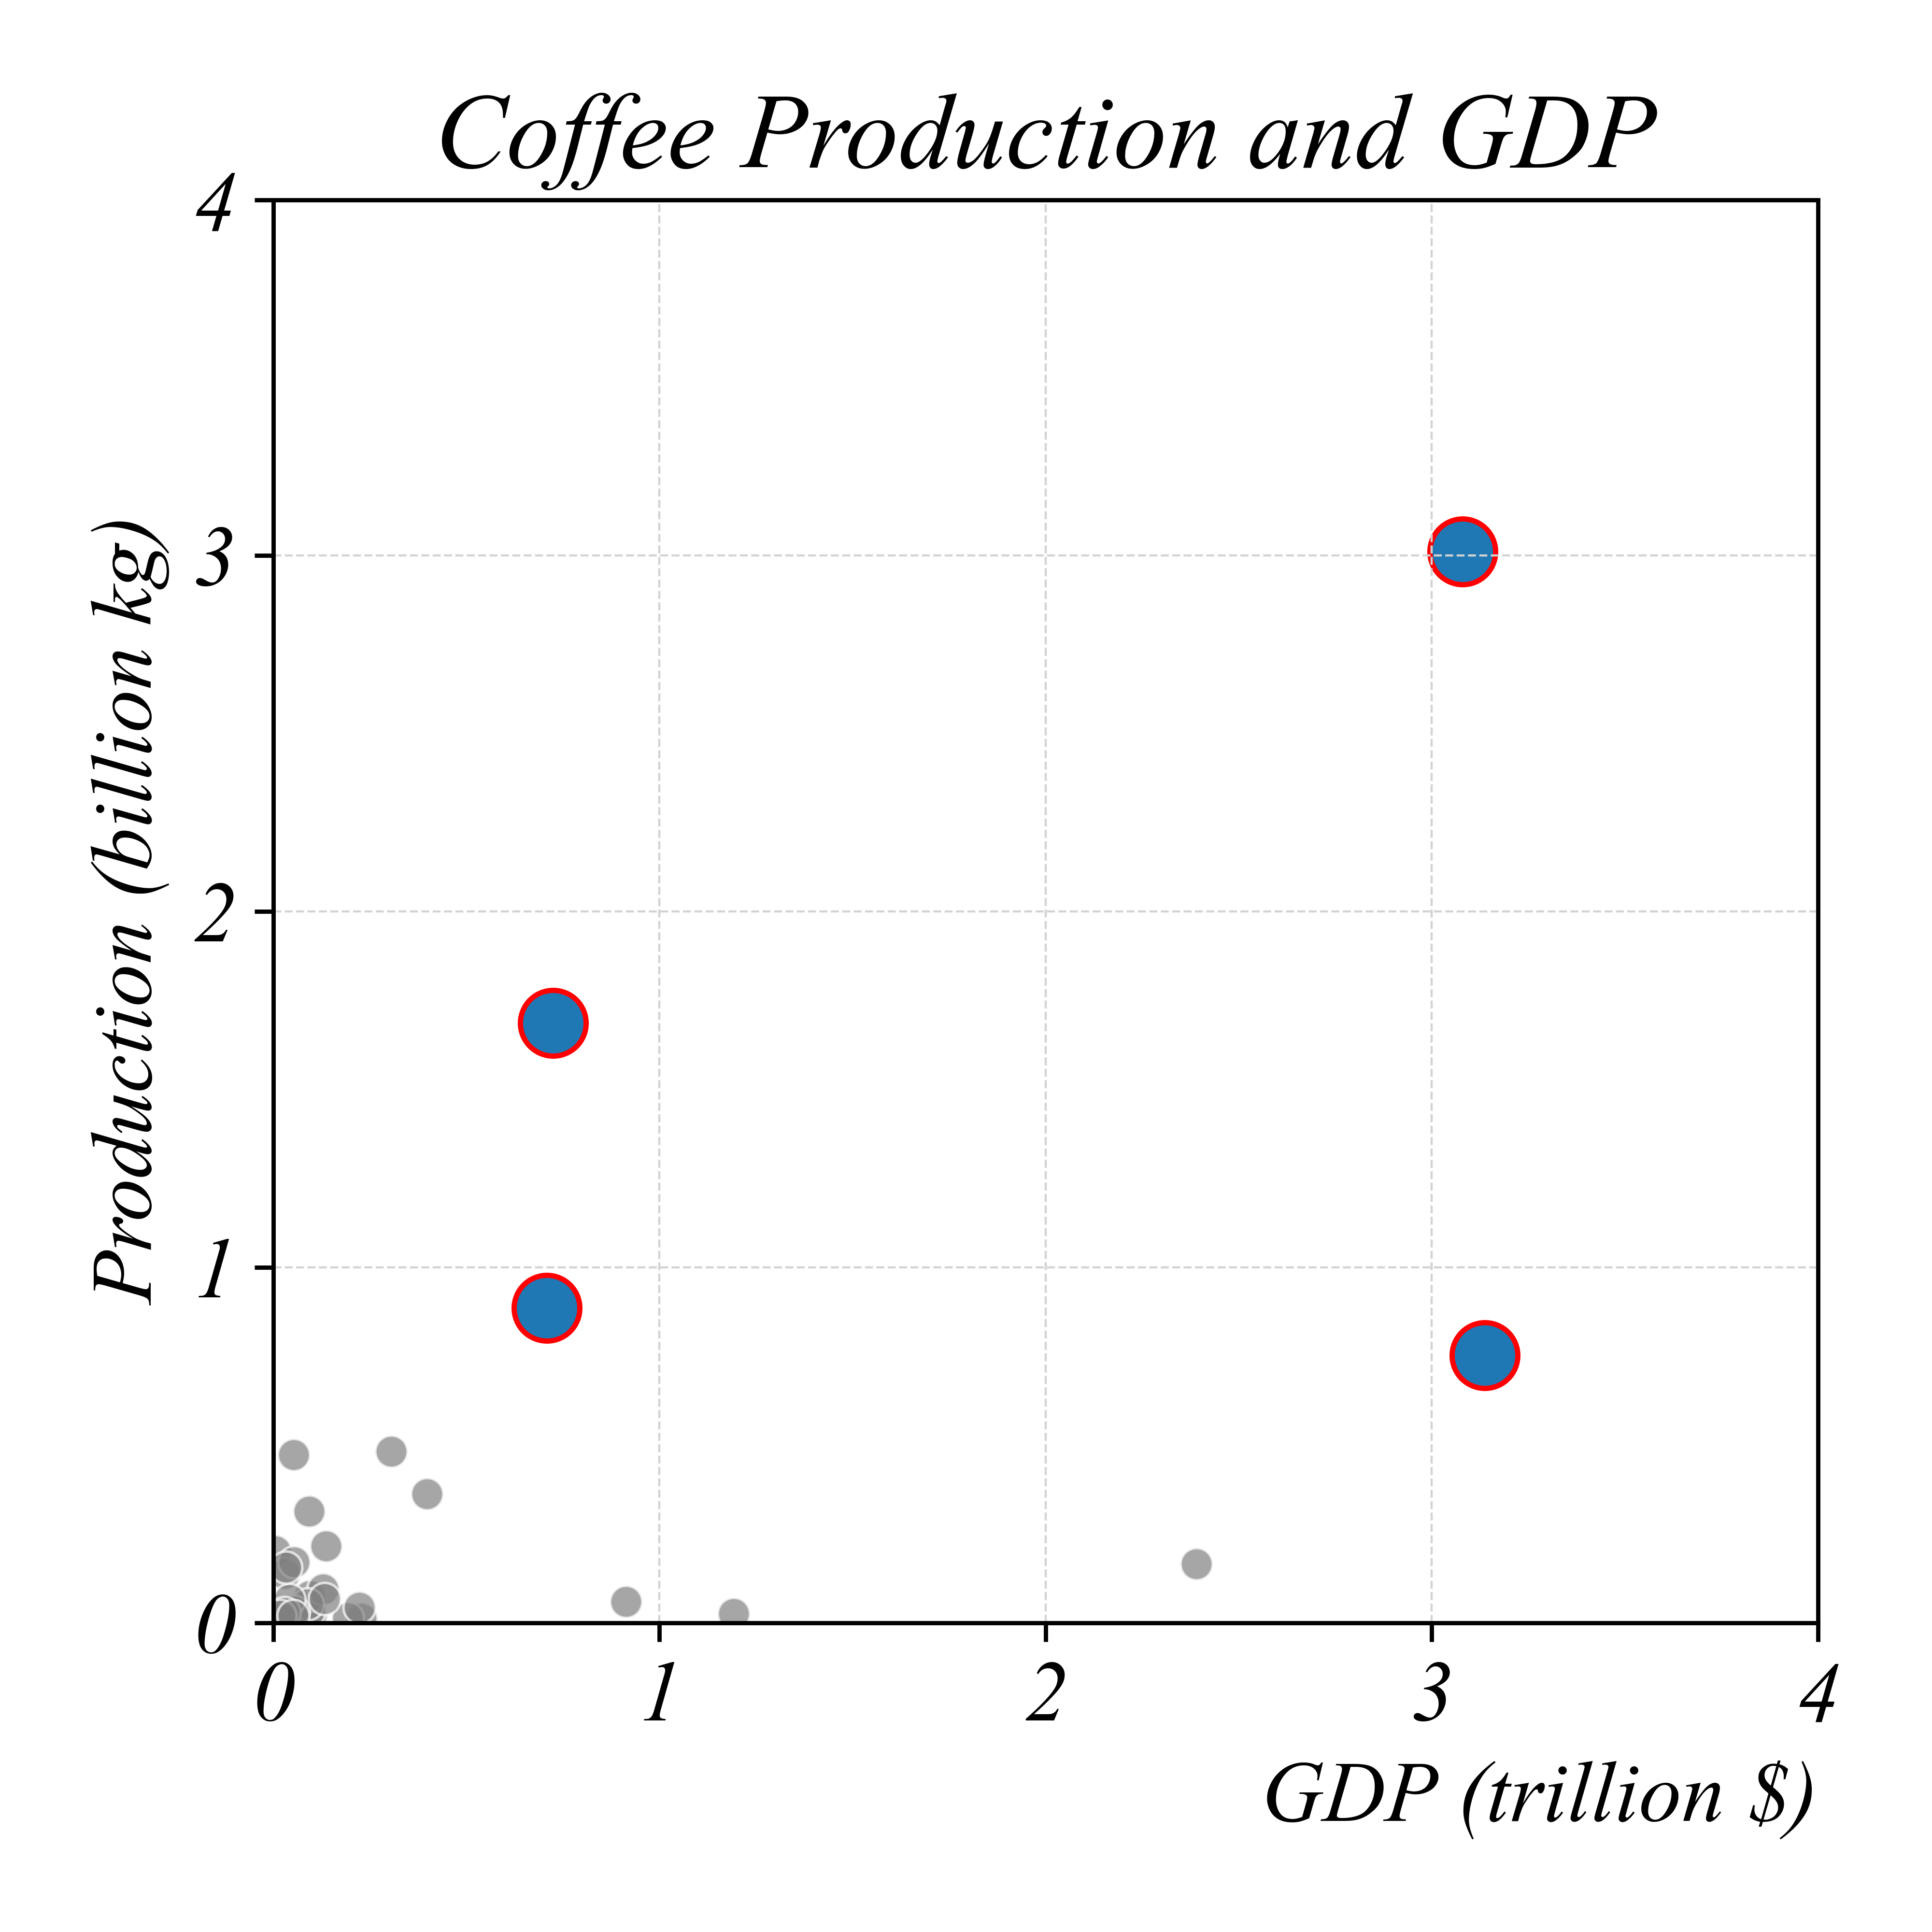 Coffee Production and GDP
Production (billion kg)
4
3
2
1
0
0 1 2 3 4
GDP (trillion $)